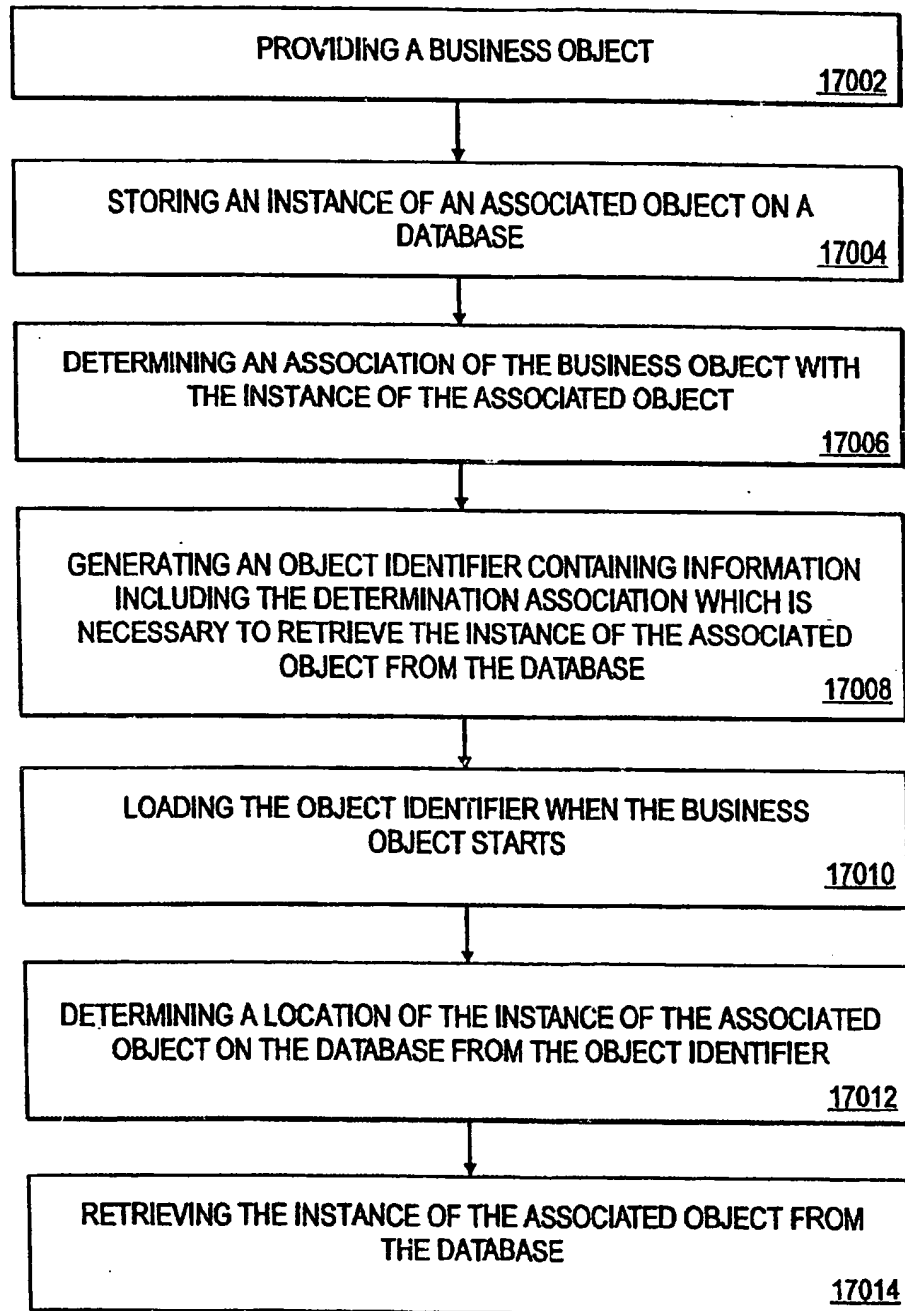 PROVIDING A BUSINESS OBJECT
17002
STORING AN INSTANCE OF AN ASSOCIATED OBJECT ON A
DATABASE
17004
DETERMINING AN ASSOCIATION OF THE BUSINESS OBJECT WITH
THE INSTANCE OF THE ASSOCIATED OBJECT
17006
GENERATING AN OBJECT IDENTIFIER CONTAINING INFORMATION
INCLUDING THE DETERMINATION ASSOCIATION WHICH IS
NECESSARY TO RETRIEVE THE INSTANCE OF THE ASSOCIATED
OBJECT FROM THE DATABASE
17008
LOADING THE OBJECT IDENTIFIER WHEN THE BUSINESS
OBJECT STARTS
17010
DETERMINING A LOCATION OF THE INSTANCE OF THE ASSOCIATED
OBJECT ON THE DATABASE FROM THE OBJECT IDENTIFIER
17012
RETRIEVING THE INSTANCE OF THE ASSOCIATED OBJECT FROM
THE DATABASE
17014